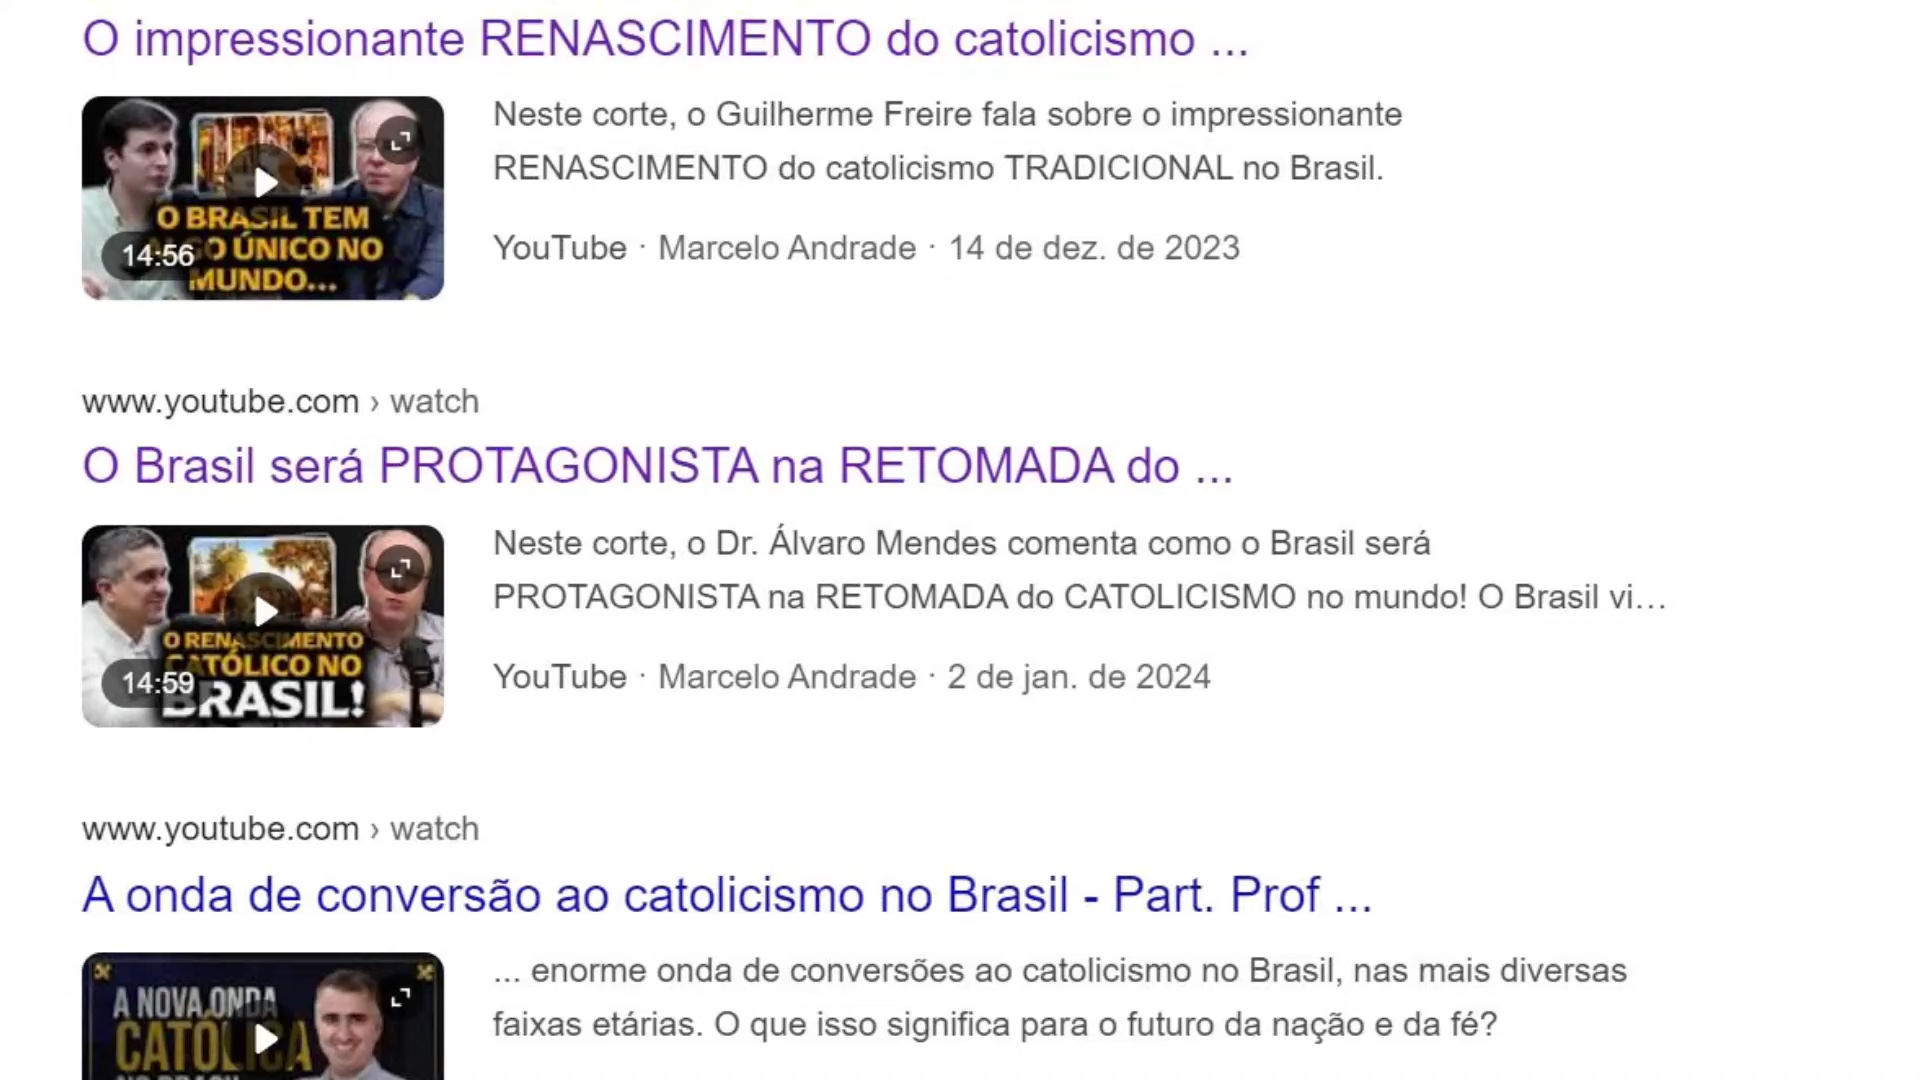 O impressionante RENASCIMENTO do catolicismo ...
Neste corte, o Guilherme Freire fala sobre o impressionante
RENASCIMENTO do catolicismo TRADICIONAL no Brasil.
YouTube · Marcelo Andrade · 14 de dez. de 2023
O BRASIL TEM
ÚNICO NO
MUNDO...
14:56
www.youtube.com › watch
O Brasil será PROTAGONISTA na RETOMADA do ...
Neste corte, o Dr. Álvaro Mendes comenta como o Brasil será
PROTAGONISTA na RETOMADA do CATOLICISMO no mundo! O Brasil vi...
YouTube · Marcelo Andrade · 2 de jan. de 2024
O RENASCIMENTO
CATÓLICO NO
BRASIL!
14:59
www.youtube.com › watch
A onda de conversão ao catolicismo no Brasil - Part. Prof ...
... enorme onda de conversões ao catolicismo no Brasil, nas mais diversas
faixas etárias. O que isso significa para o futuro da nação e da fé?
A NOVA ONDA
CATÓLICA